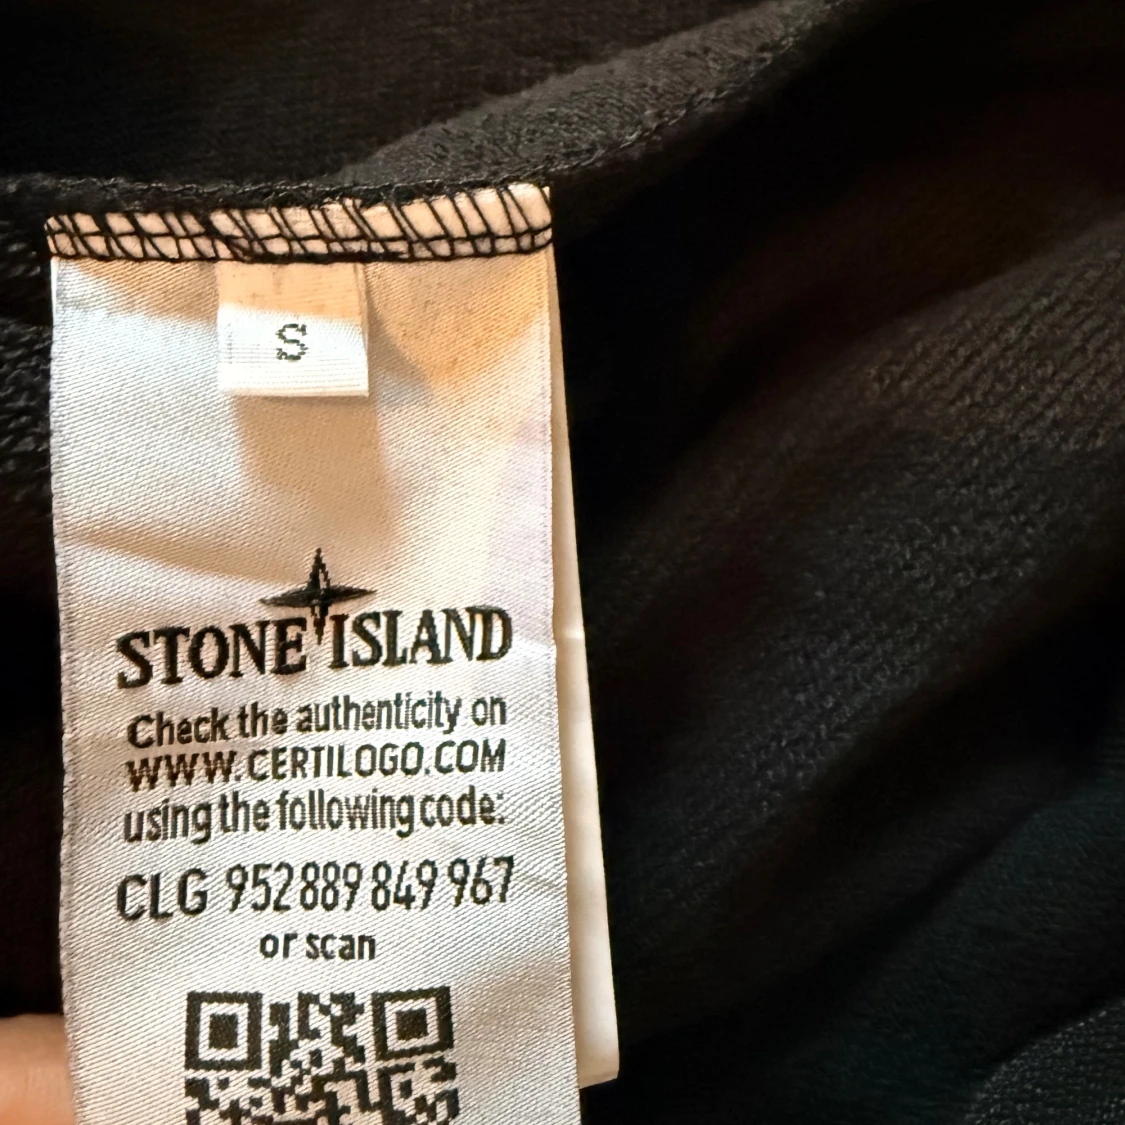 S
STONE ISLAND
Check the authenticity on
WWW.CERTILOGO.COM
using the following code:
CLG 952 889 849 967
or scan